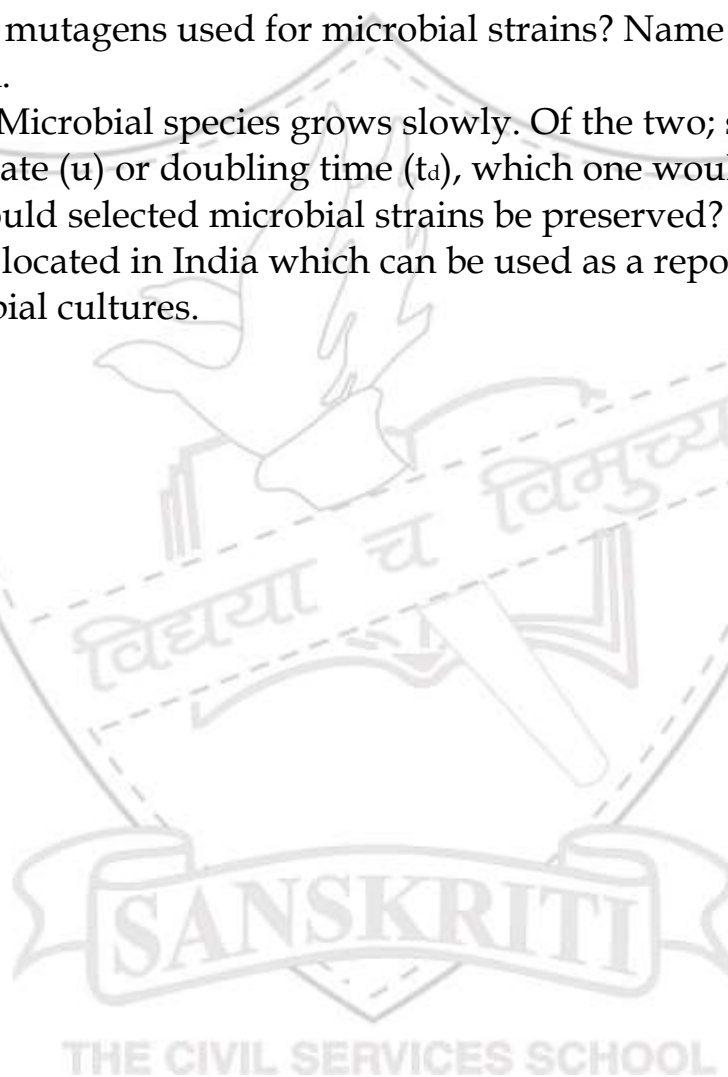 mutagens used for microbial strains? Name
.
Microbial species grows slowly. Of the two; s
ate (u) or doubling time (td), which one woul
ould selected microbial strains be preserved?
located in India which can be used as a repo
bial cultures.
विद्यया च विमुच्य
SANSKRITI
THE CIVIL SERVICES SCHOOL